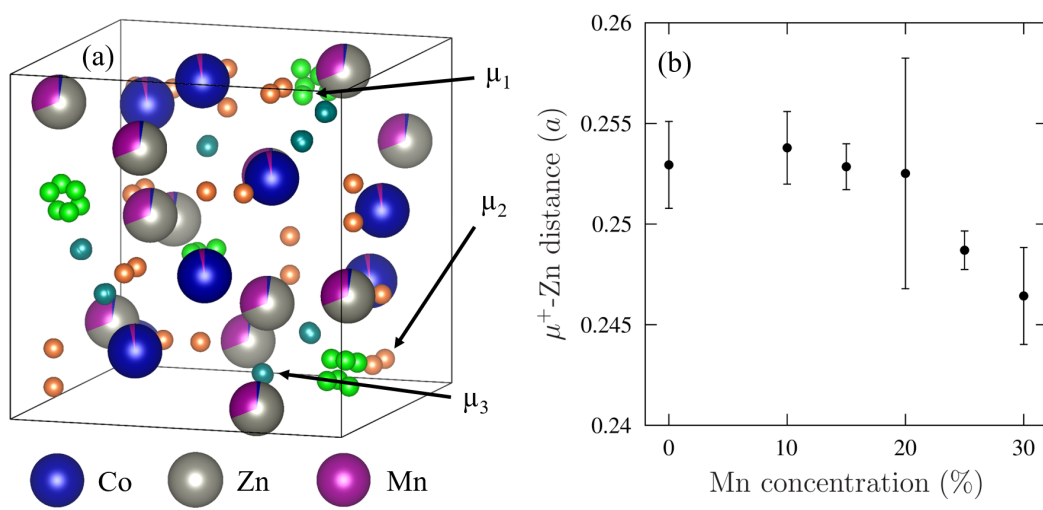 (a)
μ₁
μ₂
μ₃
Co Zn Mn
(b)
0.26
0.255
0.25
0.245
0.24
μ⁺-Zn distance (a)
0 10 20 30
Mn concentration (%)